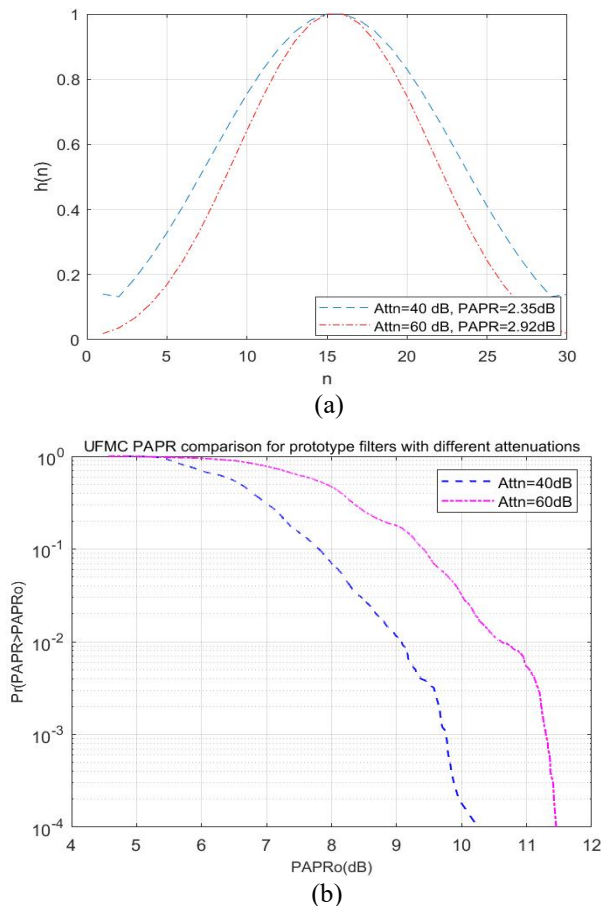 1
0.8
0.6
0.4
0.2
0
h(n)
0 5 10 15 20 25 30
n
Attn=40 dB, PAPR=2.35dB
Attn=60 dB, PAPR=2.92dB
(a)
UFMC PAPR comparison for prototype filters with different attenuations
10^0
10^-1
10^-2
10^-3
10^-4
Pr(PAPR>PAPRo)
Attn=40dB
Attn=60dB
4 5 6 7 8 9 10 11 12
PAPRo(dB)
(b)